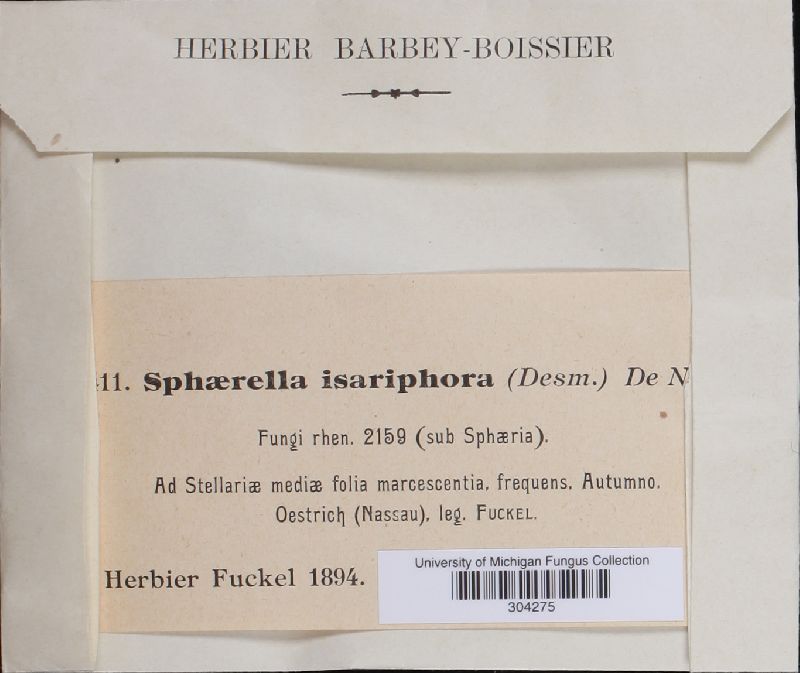 HERBIER BARBEY-BOISSIER
11. Sphærella isariphora (Desm.) De N
Fungi rhen. 2159 (sub Sphæria).
Ad Stellariæ mediæ folia marcescentia, frequens. Autumno.
Oestrich (Nassau), leg. FUCKEL.
Herbier Fuckel 1894.
University of Michigan Fungus Collection
304275